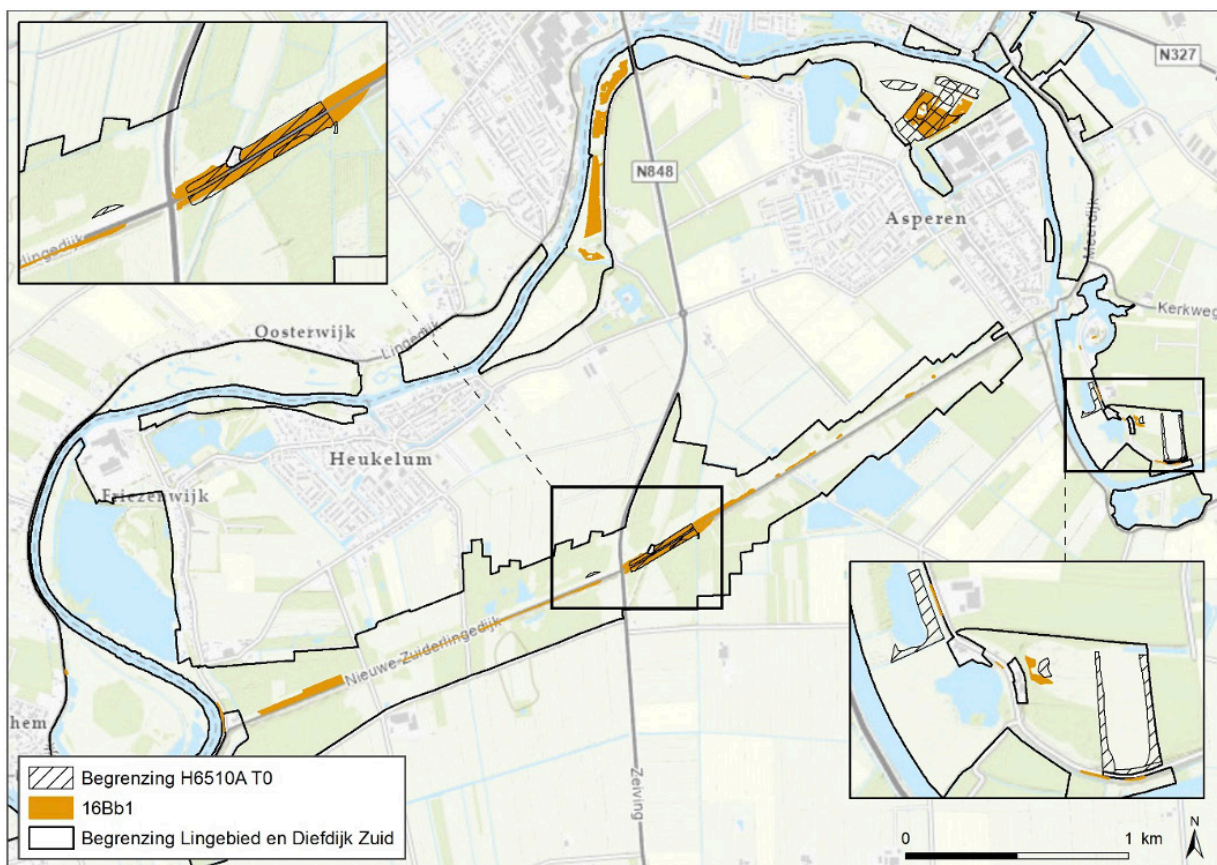 N327
N848
Asperen
Meerdijk
Kerkweg
Oosterwijk
Lingedijk
Heukelum
Friezenwijk
Nieuwe-Zuiderlingedijk
hem
Zeiving
Begrenzing H6510A T0
16Bb1
Begrenzing Lingebied en Diefdijk Zuid
0
1 km
N